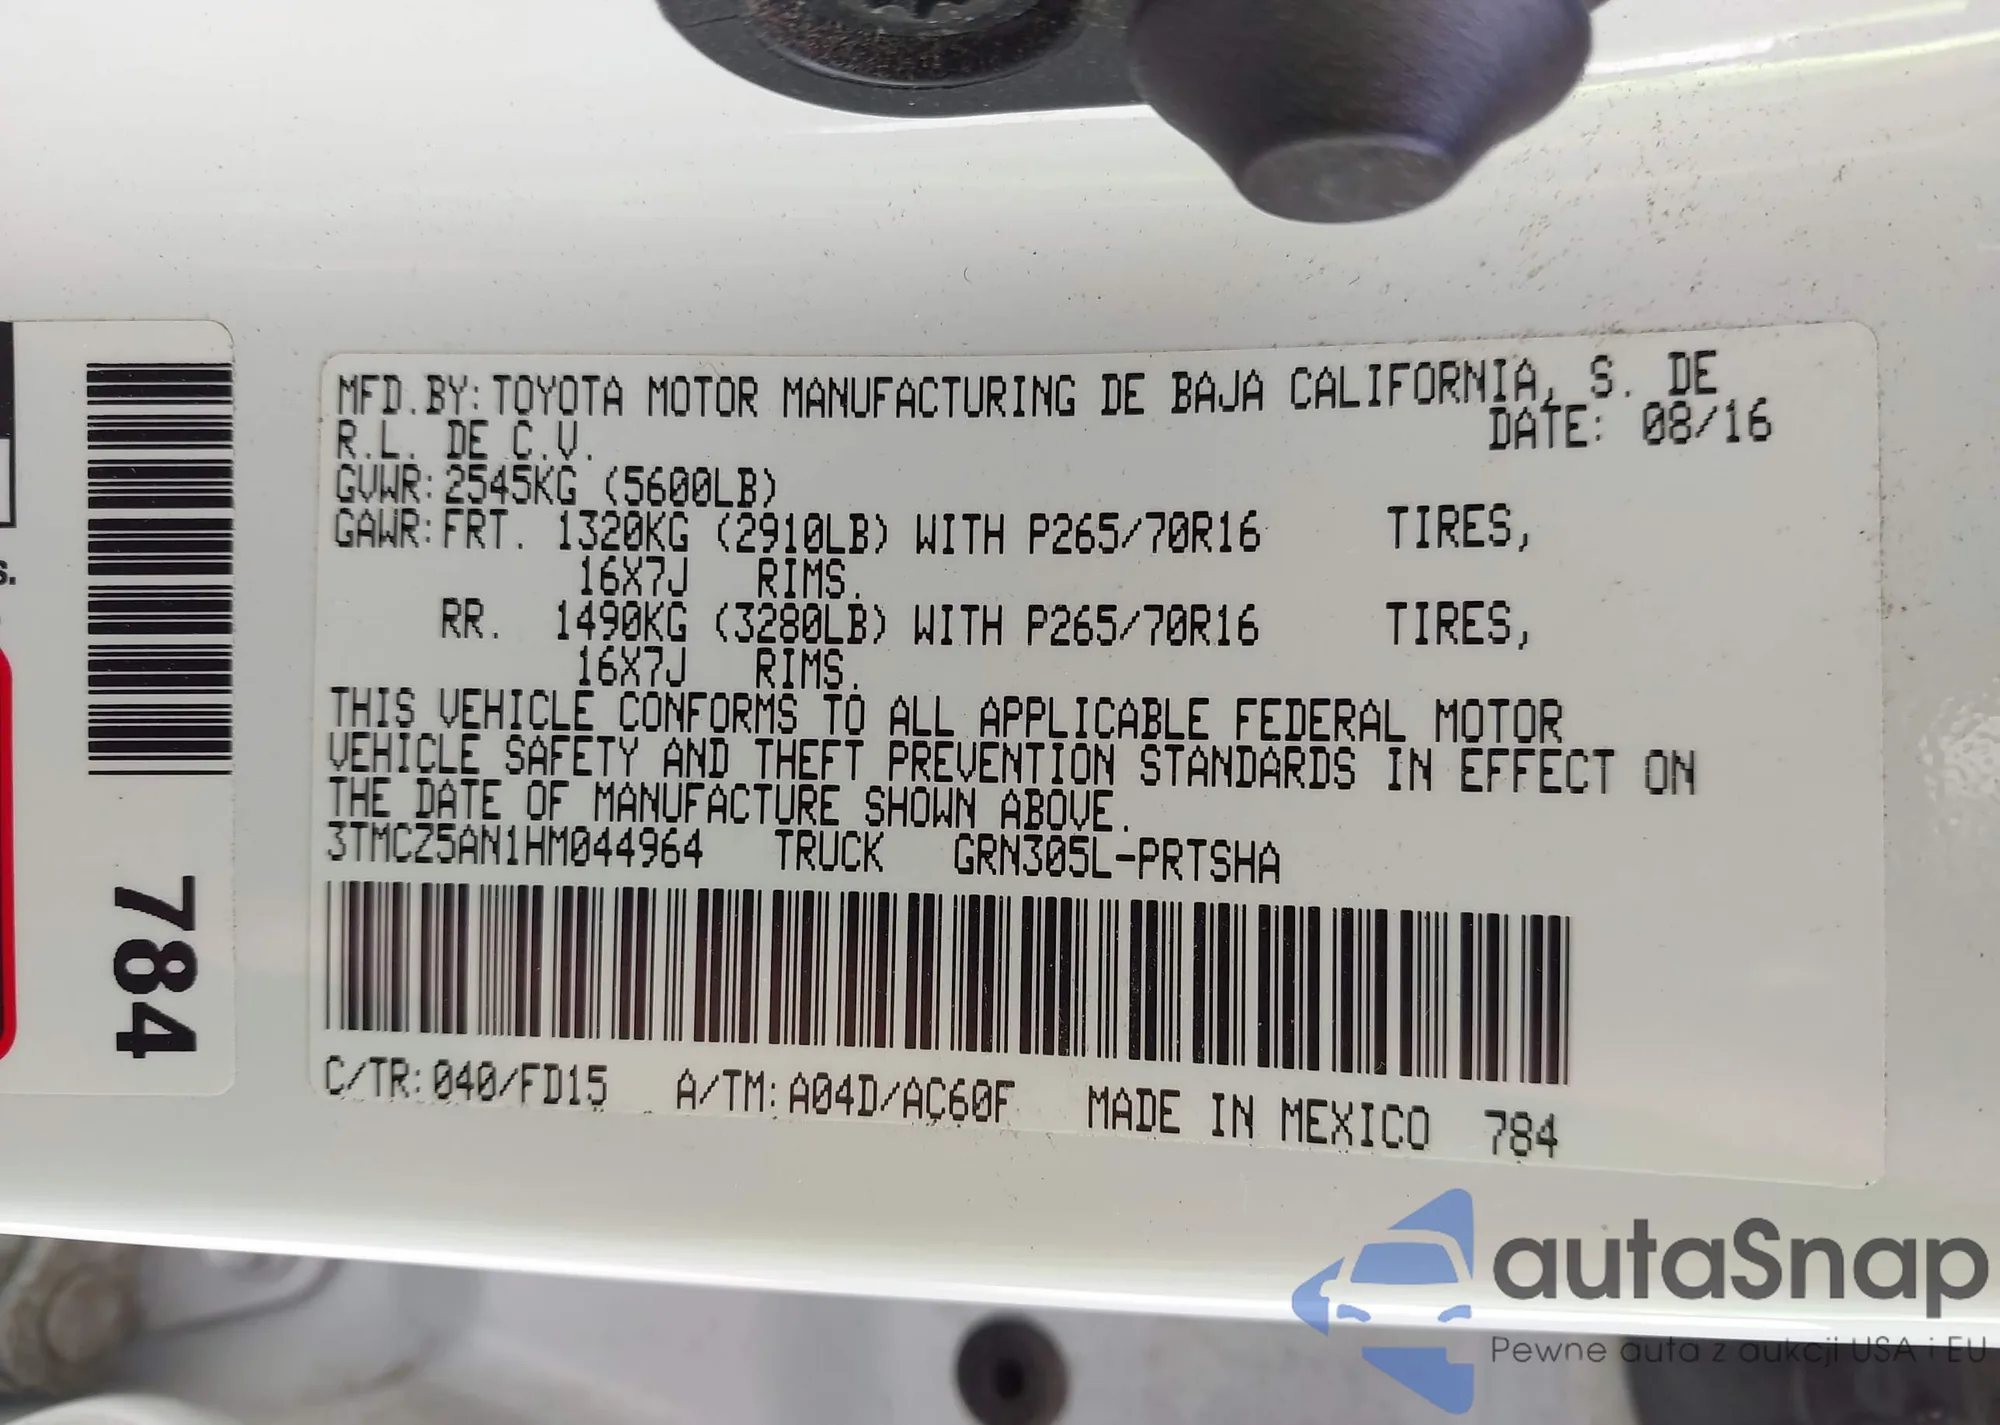 MFD.BY:TOYOTA MOTOR MANUFACTURING DE BAJA CALIFORNIA, S. DE
R.L. DE C.V. DATE: 08/16
GVWR:2545KG (5600LB)
GAWR:FRT. 1320KG (2910LB) WITH P265/70R16 TIRES,
16X7J RIMS.
RR. 1490KG (3280LB) WITH P265/70R16 TIRES,
16X7J RIMS.
THIS VEHICLE CONFORMS TO ALL APPLICABLE FEDERAL MOTOR
VEHICLE SAFETY AND THEFT PREVENTION STANDARDS IN EFFECT ON
THE DATE OF MANUFACTURE SHOWN ABOVE.
3TMCZ5AN1HM044964 TRUCK GRN305L-PRTSHA
C/TR:040/FD15 A/TM:A04D/AC60F MADE IN MEXICO 784
784
s.
autoSnap
Pewne auta z aukcji USA i EU